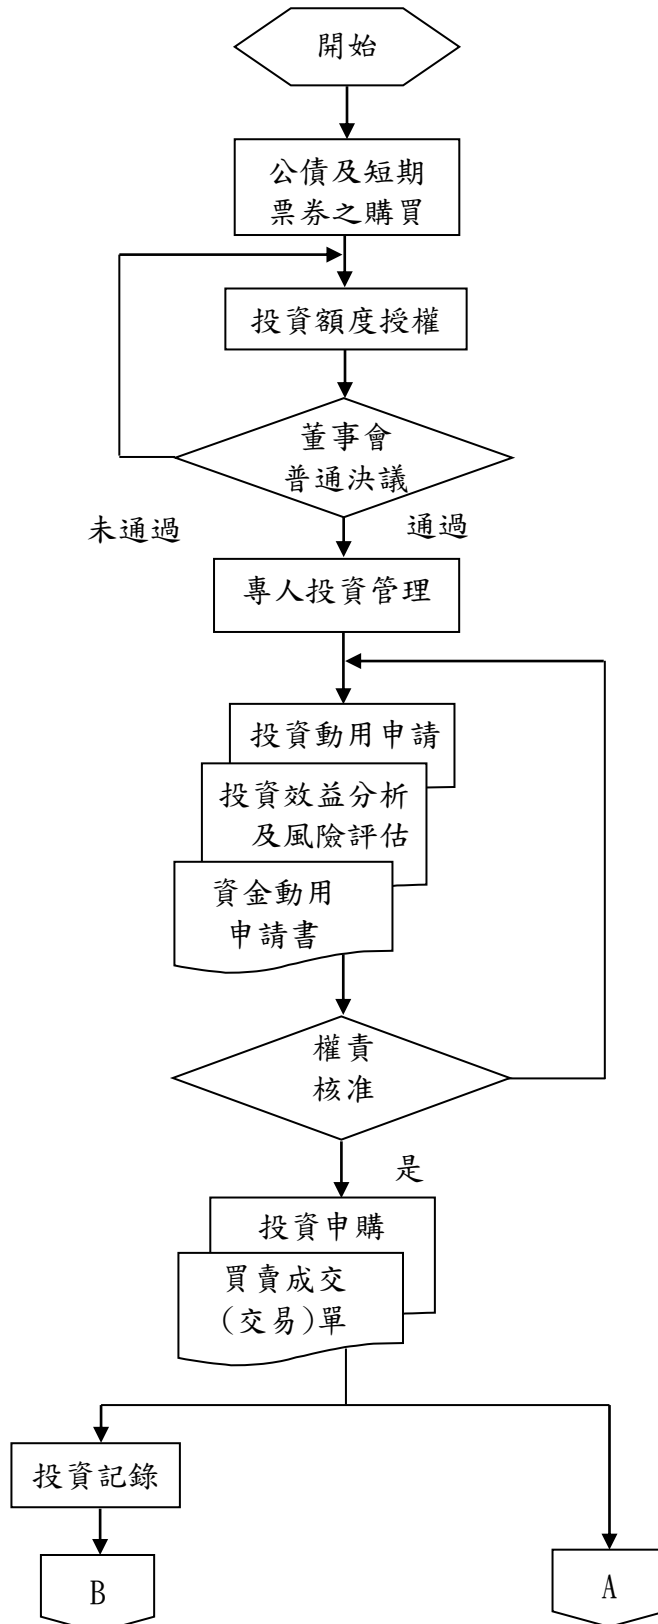 開始
公債及短期
票券之購買
投資額度授權
董事會
普通決議
未通過
通過
專人投資管理
投資動用申請
投資效益分析
及風險評估
資金動用
申請書
權責
核准
是
投資申購
買賣成交
(交易)單
投資記錄
B
A